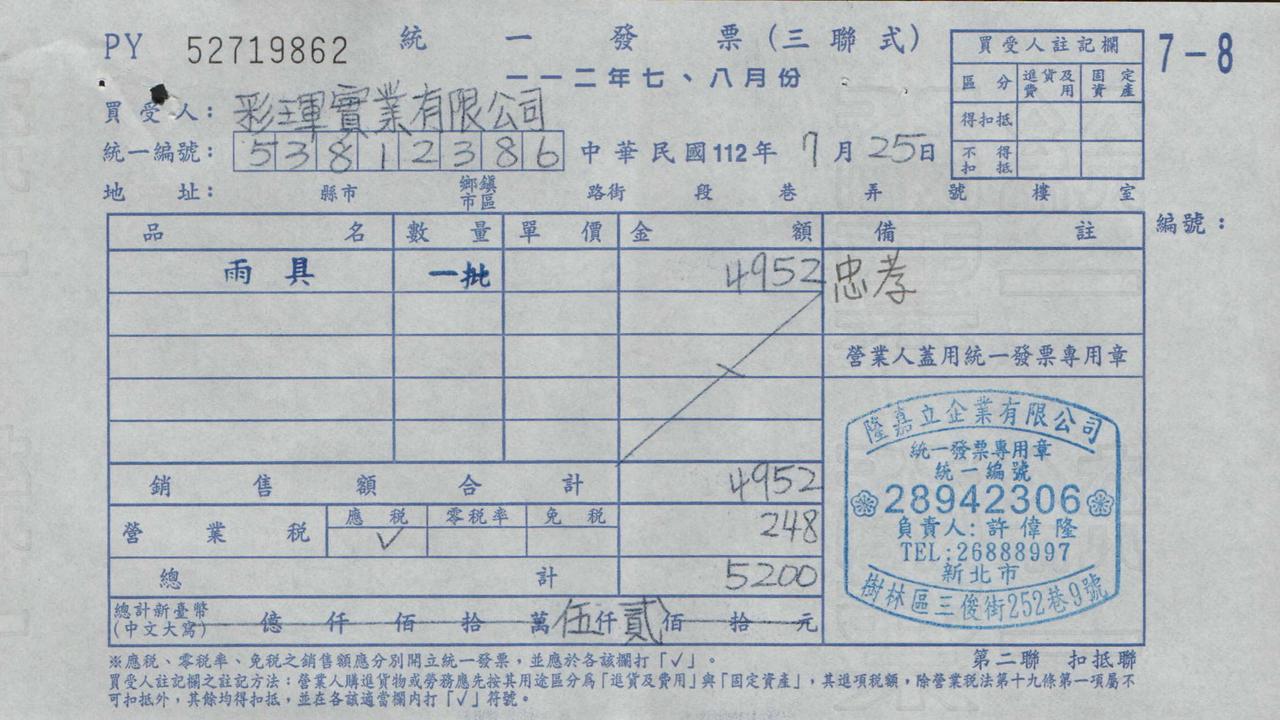 PY 52719862 統一發票(三聯式)
7-8
一一二年七、八月份
買受人: 彩琿實業有限公司
統一編號: 53812386 中華民國112年7月25日
地址: 縣市 鄉鎮市區 路街 段 巷 弄 號 樓 室
買受人註記欄
區分 進貨及費用 固定資產
得扣抵
不得扣抵
編號:
品名 數量 單價 金額 備註
雨具 一批 4952 忠孝
營業人蓋用統一發票專用章
銷售額合計 4952
營業稅 應稅 零稅率 免稅
✓ 248
總計 5200
總計新臺幣(中文大寫) 億 仟 佰 拾 萬 伍仟 貳佰 拾 元
隆嘉立企業有限公司
統一發票專用章
統一編號
28942306
負責人:許偉隆
TEL:26888997
新北市
樹林區三俊街252巷9號
※應稅、零稅率、免稅之銷售額應分別開立統一發票,並應於各該欄打「✓」。
第二聯 扣抵聯
買受人註記欄之註記方法:營業人購進貨物或勞務應先按其用途區分為「進貨及費用」與「固定資產」,其進項稅額,除營業稅法第十九條第一項屬不
可扣抵外,其餘均得扣抵,並在各該適當欄內打「✓」符號。